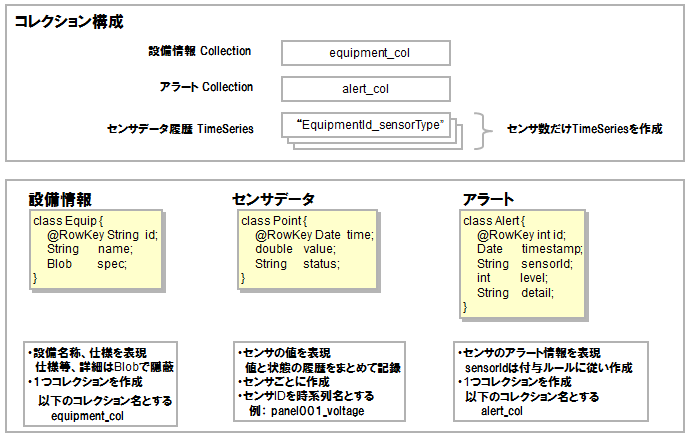 コレクション構成
設備情報 Collection
equipment_col
アラート Collection
alert_col
センサデータ履歴 TimeSeries
“EquipmentId_sensorType”
センサ数だけTimeSeriesを作成
設備情報
class Equip {
@RowKey String id;
String name;
Blob spec;
}
・設備名称、仕様を表現
仕様等、詳細はBlobで隠蔽
・1つコレクションを作成
以下のコレクション名とする
equipment_col
センサデータ
class Point {
@RowKey Date time;
double value;
String status;
}
・センサの値を表現
値と状態の履歴をまとめて記録
・センサごとに作成
・センサIDを時系列名とする
例： panel001_voltage
アラート
class Alert {
@RowKey int id;
Date timestamp;
String sensorId;
int level;
String detail;
}
・センサのアラート情報を表現
sensorIdは付与ルールに従い作成
・1つコレクションを作成
以下のコレクション名とする
alert_col